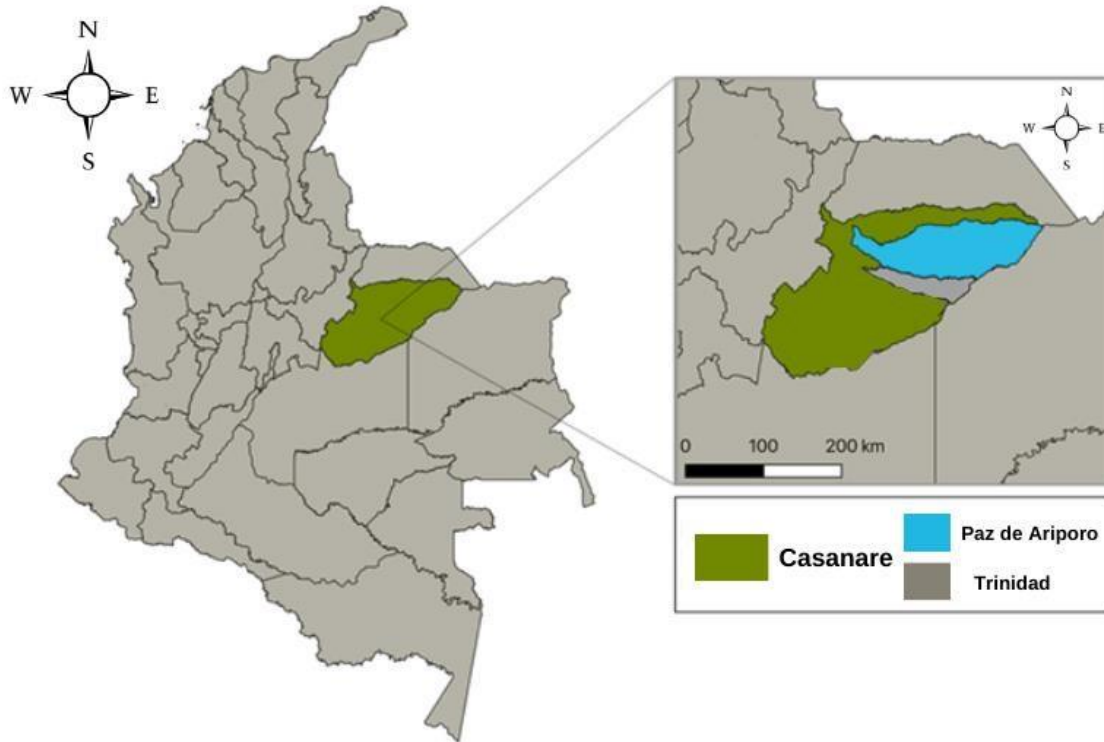 N
W E
S
N
W E
S
0 100 200 km
Casanare
Paz de Ariporo
Trinidad